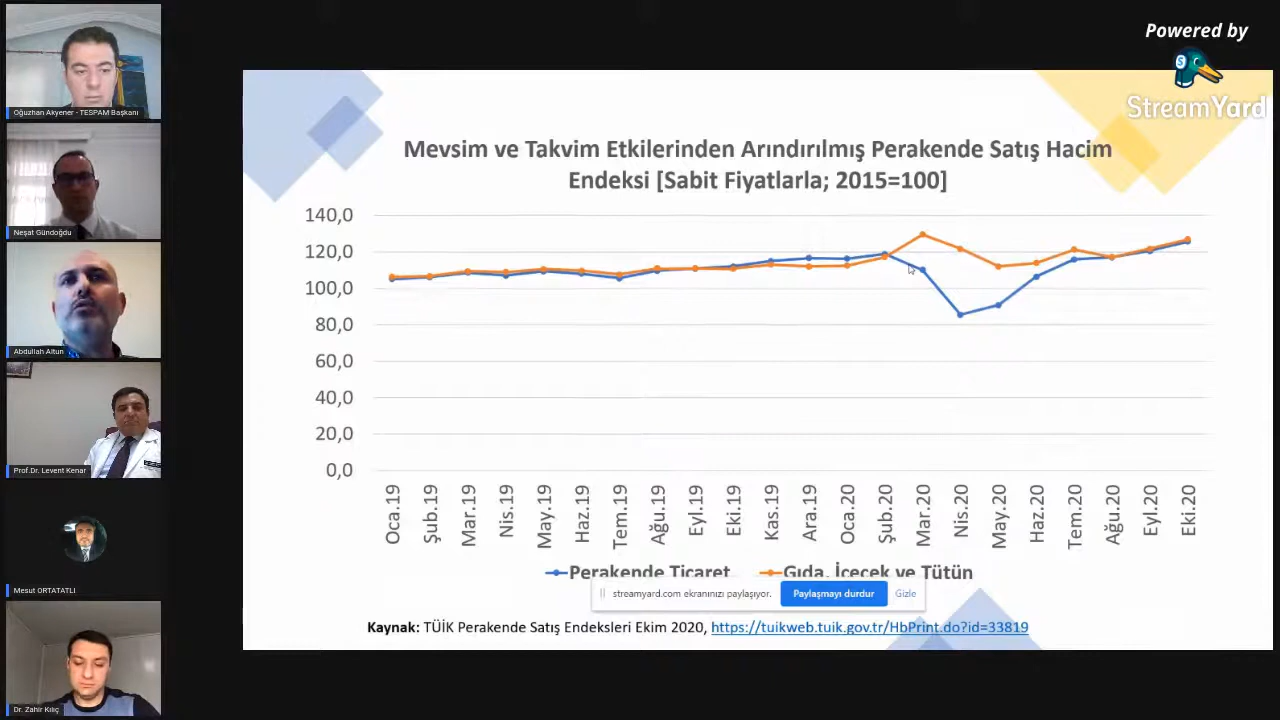 Oğuzhan Akyener - TESPAM Başkanı
Neşat Gündoğdu
Abdullah Altun
Prof.Dr. Levent Kenar
Mesut ORTATATLI
Dr. Zahir Kılıç
Powered by
StreamYard
Mevsim ve Takvim Etkilerinden Arındırılmış Perakende Satış Hacim
Endeksi [Sabit Fiyatlarla; 2015=100]
140,0
120,0
100,0
80,0
60,0
40,0
20,0
0,0
Oca.19
Şub.19
Mar.19
Nis.19
May.19
Haz.19
Tem.19
Ağu.19
Eyl.19
Eki.19
Kas.19
Ara.19
Oca.20
Şub.20
Mar.20
Nis.20
May.20
Haz.20
Tem.20
Ağu.20
Eyl.20
Eki.20
Perakende Ticaret
Gıda, İçecek ve Tütün
streamyard.com ekranınızı paylaşıyor.
Paylaşmayı durdur
Gizle
Kaynak: TÜİK Perakende Satış Endeksleri Ekim 2020, https://tuikweb.tuik.gov.tr/HbPrint.do?id=33819